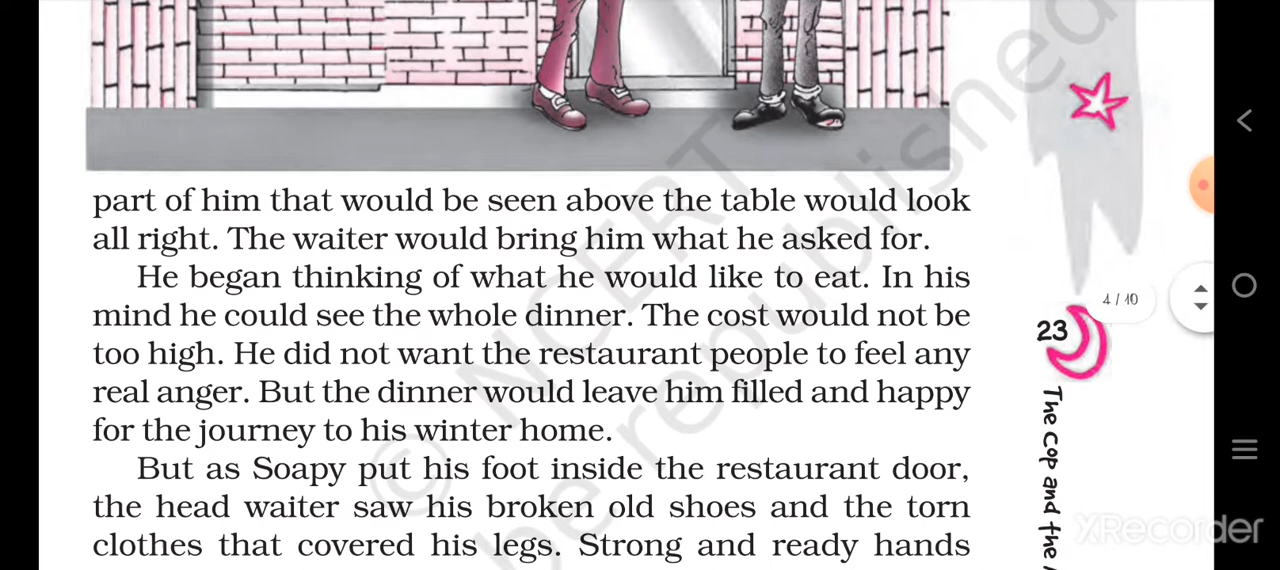 part of him that would be seen above the table would look
all right. The waiter would bring him what he asked for.
He began thinking of what he would like to eat. In his
mind he could see the whole dinner. The cost would not be
too high. He did not want the restaurant people to feel any
real anger. But the dinner would leave him filled and happy
for the journey to his winter home.
But as Soapy put his foot inside the restaurant door,
the head waiter saw his broken old shoes and the torn
clothes that covered his legs. Strong and ready hands
4 / 10
23
The Cop and the
© NCERT
be republished
XRecorder